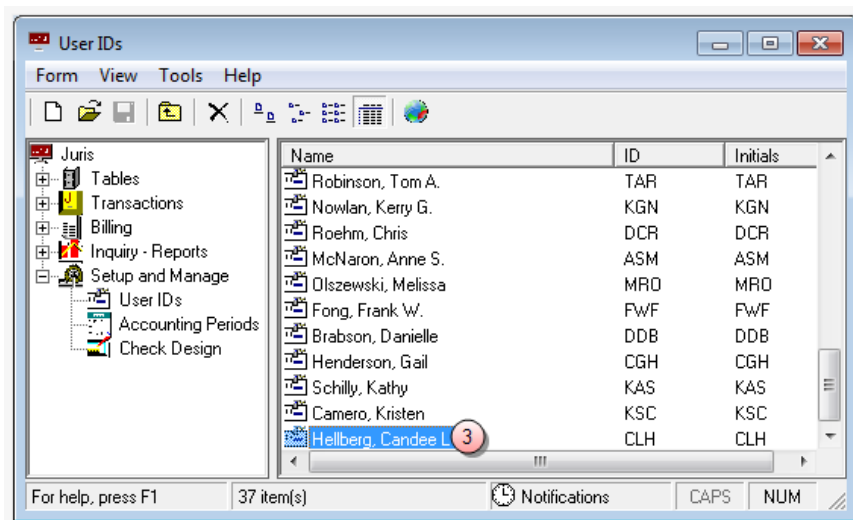 User IDs
Form View Tools Help
Juris
Tables
Transactions
Billing
Inquiry - Reports
Setup and Manage
User IDs
Accounting Periods
Check Design
Name ID Initials
Robinson, Tom A. TAR TAR
Nowlan, Kerry G. KGN KGN
Roehm, Chris DCR DCR
McNaron, Anne S. ASM ASM
Olszewski, Melissa MRO MRO
Fong, Frank W. FWF FWF
Brabson, Danielle DDB DDB
Henderson, Gail CGH CGH
Schilly, Kathy KAS KAS
Camero, Kristen KSC KSC
Hellberg, Candee L 3 CLH CLH
For help, press F1 37 item(s) Notifications CAPS NUM